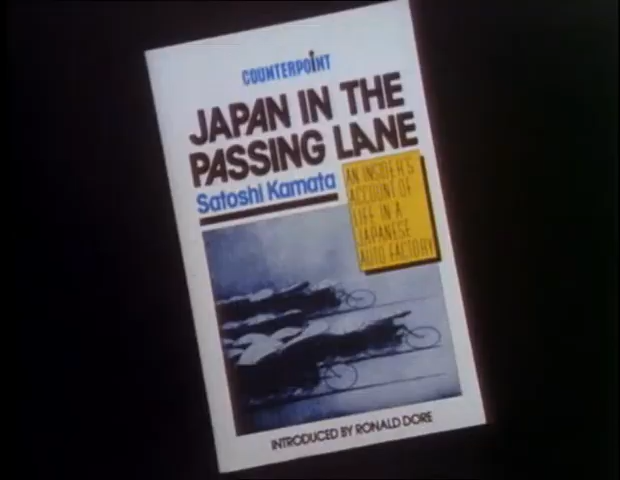 COUNTERPOINT
JAPAN IN THE
PASSING LANE
Satoshi Kamata
AN INSIDER'S
ACCOUNT OF
LIFE IN A
JAPANESE
AUTO FACTORY
INTRODUCED BY RONALD DORE